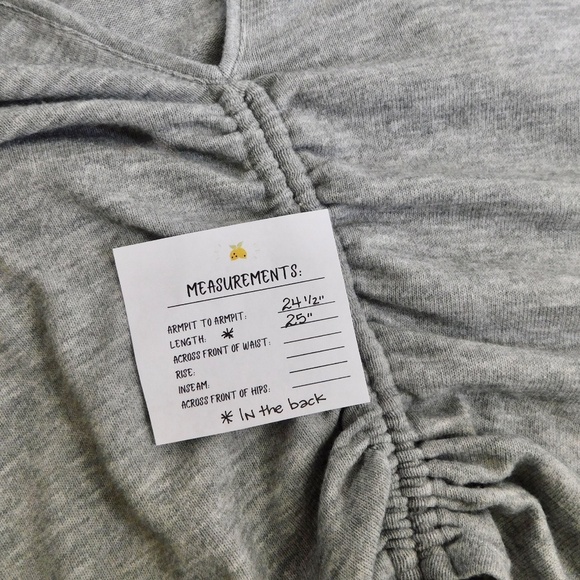 MEASUREMENTS:
ARMPIT TO ARMPIT: 24 1/2"
LENGTH: * 25"
ACROSS FRONT OF WAIST:
RISE:
INSEAM:
ACROSS FRONT OF HIPS:
* IN the back